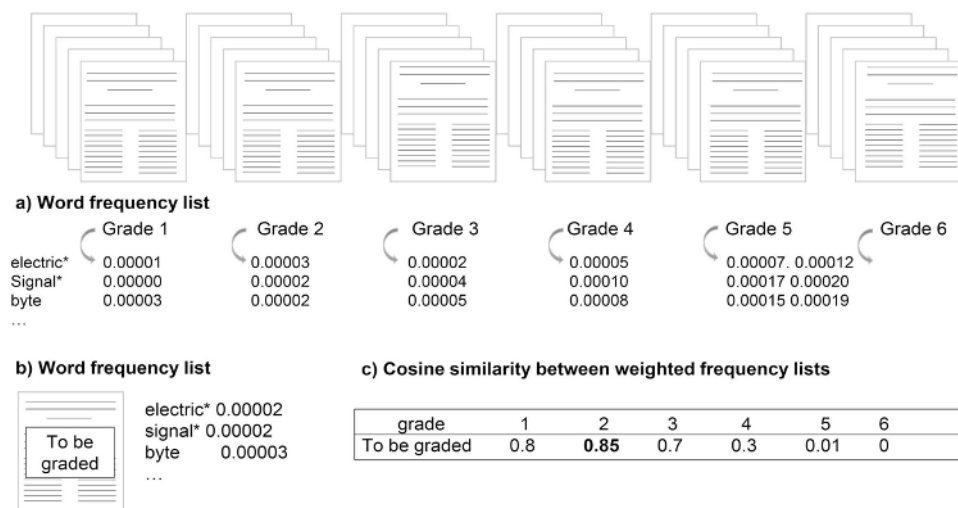 a) Word frequency list
Grade 1 Grade 2 Grade 3 Grade 4 Grade 5 Grade 6
electric* 0.00001 0.00003 0.00002 0.00005 0.00007. 0.00012
Signal* 0.00000 0.00002 0.00004 0.00010 0.00017 0.00020
byte 0.00003 0.00002 0.00005 0.00008 0.00015 0.00019
...
b) Word frequency list
To be
graded
electric* 0.00002
signal* 0.00002
byte 0.00003
...
c) Cosine similarity between weighted frequency lists
grade 1 2 3 4 5 6
To be graded 0.8 0.85 0.7 0.3 0.01 0